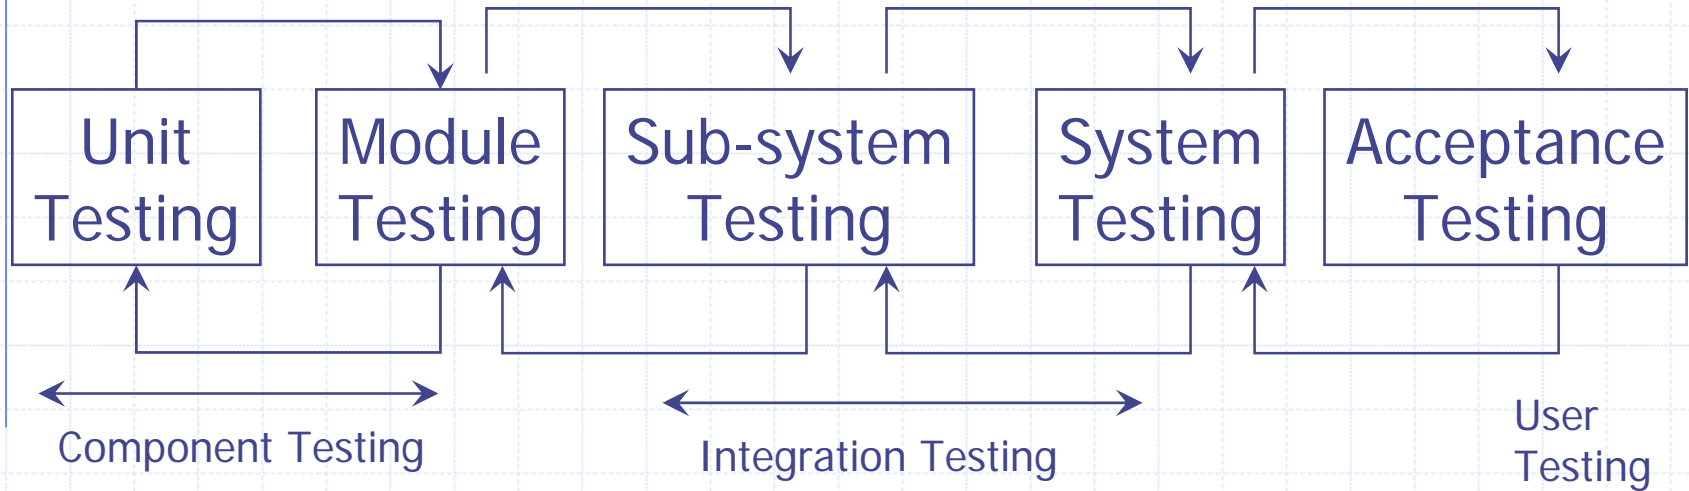 Unit
Testing
Module
Testing
Sub-system
Testing
System
Testing
Acceptance
Testing
Component Testing
Integration Testing
User
Testing